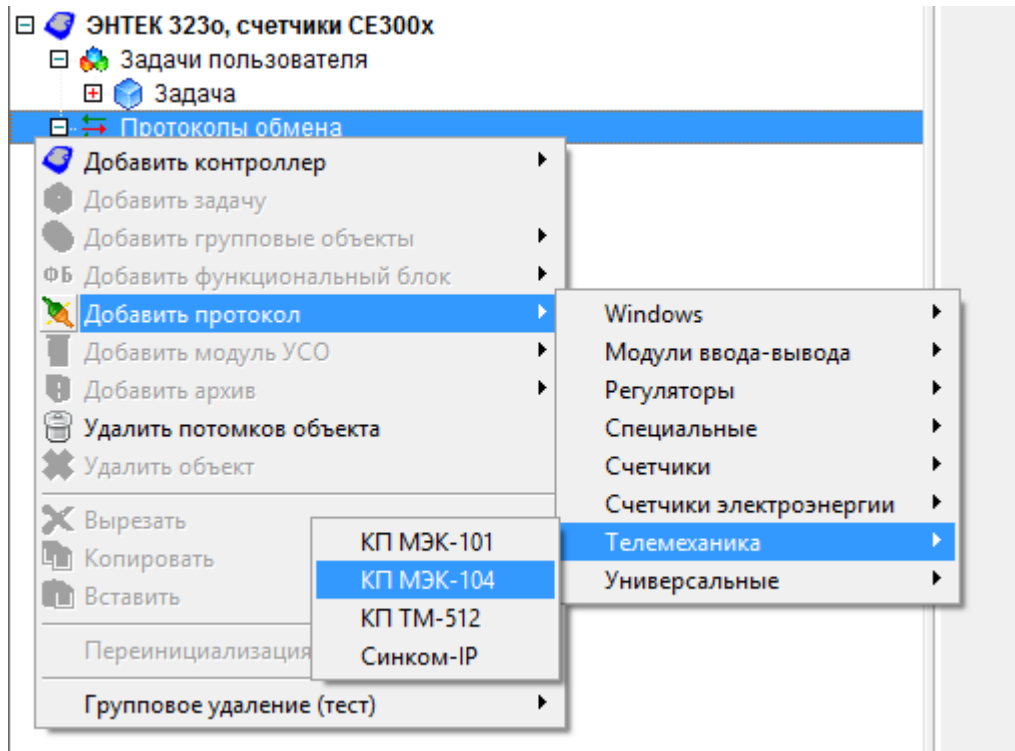 ЭНТЕК 323о, счетчики СЕ300х
Задачи пользователя
Задача
Протоколы обмена
Добавить контроллер
Добавить задачу
Добавить групповые объекты
ФБ Добавить функциональный блок
Добавить протокол
Добавить модуль УСО
Добавить архив
Удалить потомков объекта
Удалить объект
Вырезать
Копировать
Вставить
Переинициализация
Групповое удаление (тест)
Windows
Модули ввода-вывода
Регуляторы
Специальные
Счетчики
Счетчики электроэнергии
Телемеханика
Универсальные
КП МЭК-101
КП МЭК-104
КП ТМ-512
Синком-IP